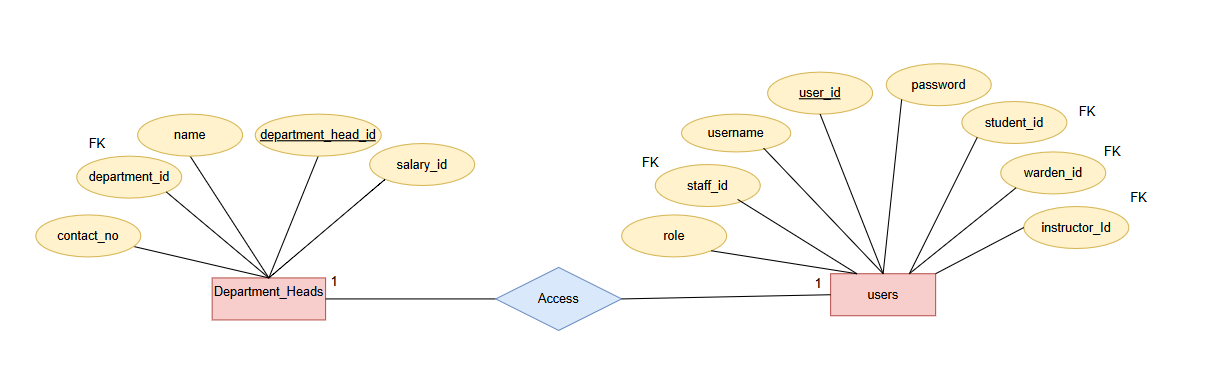 contact_no
FK
department_id
name
department_head_id
salary_id
Department_Heads
1
Access
1
users
role
FK
staff_id
username
user_id
password
student_id
FK
warden_id
FK
instructor_Id
FK